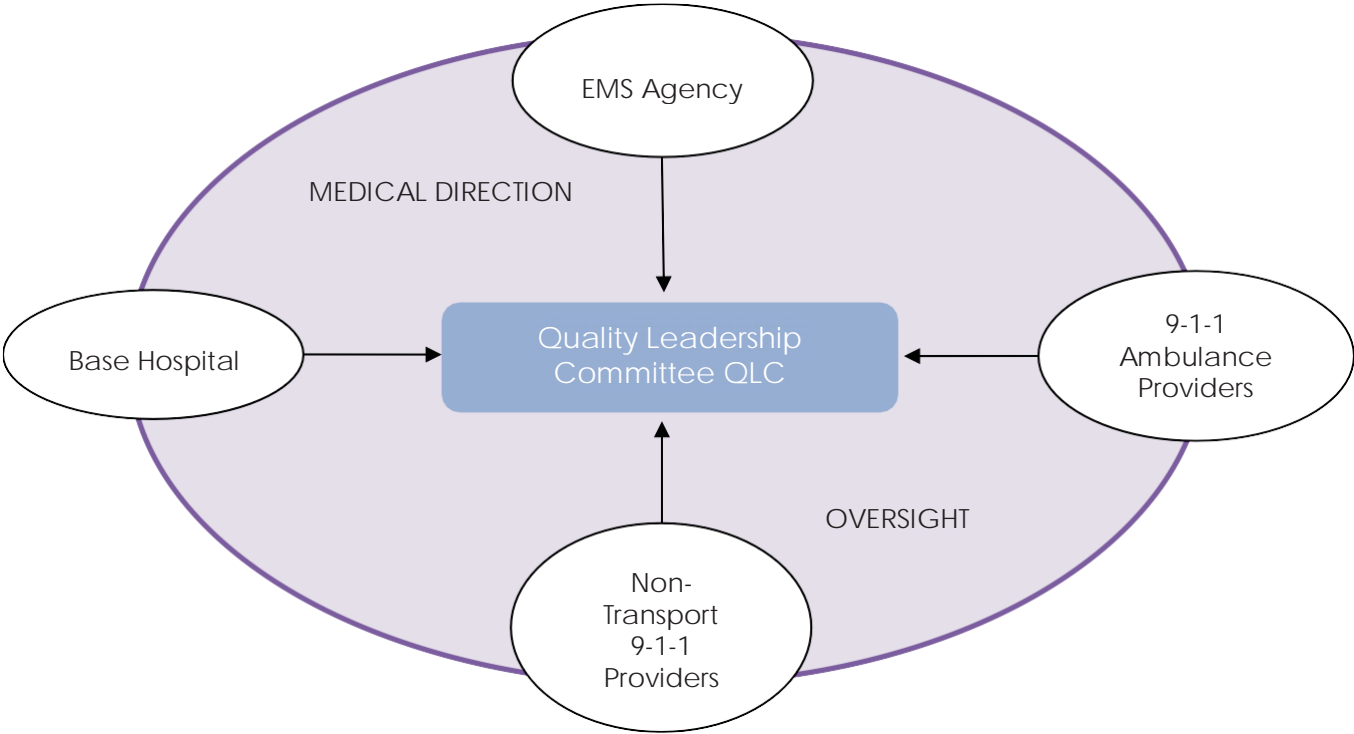 EMS Agency
MEDICAL DIRECTION
Base Hospital
Quality Leadership
Committee QLC
9-1-1
Ambulance
Providers
OVERSIGHT
Non-
Transport
9-1-1
Providers